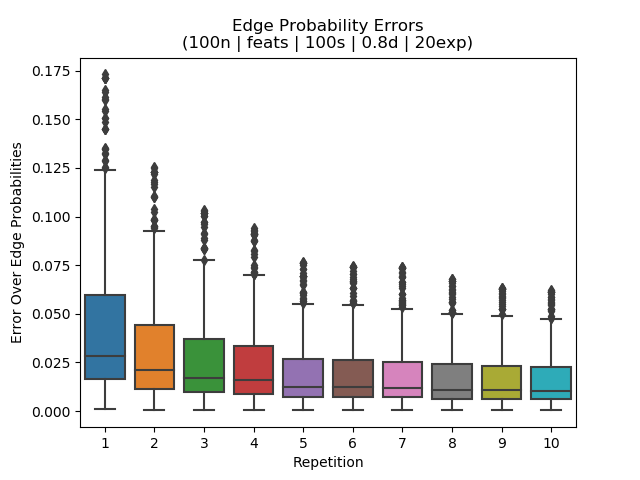 Edge Probability Errors
(100n | feats | 100s | 0.8d | 20exp)
Error Over Edge Probabilities
0.175
0.150
0.125
0.100
0.075
0.050
0.025
0.000
1 2 3 4 5 6 7 8 9 10
Repetition